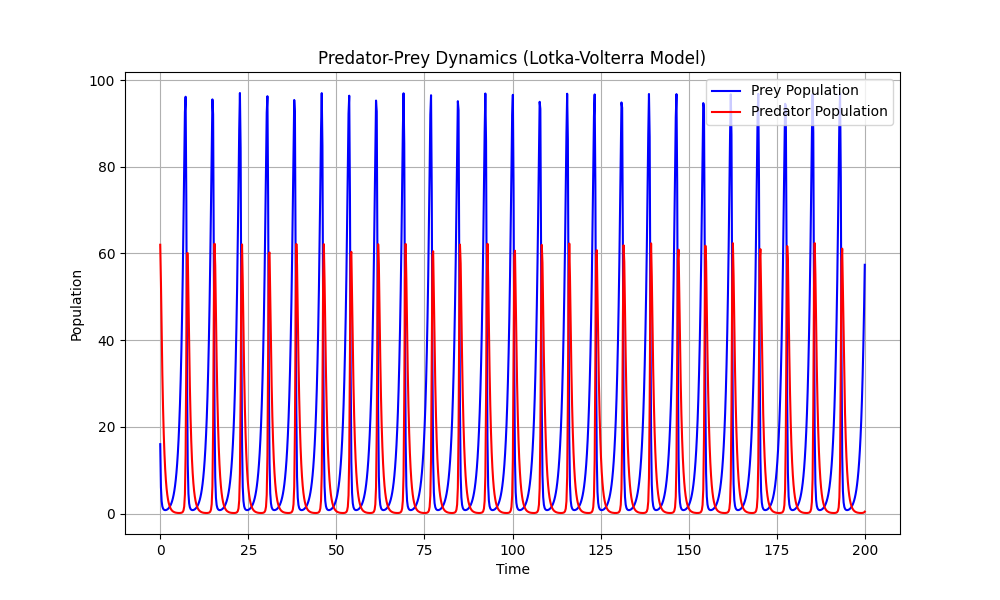 Predator-Prey Dynamics (Lotka-Volterra Model)
Prey Population
Predator Population
Population
100
80
60
40
20
0
0 25 50 75 100 125 150 175 200
Time